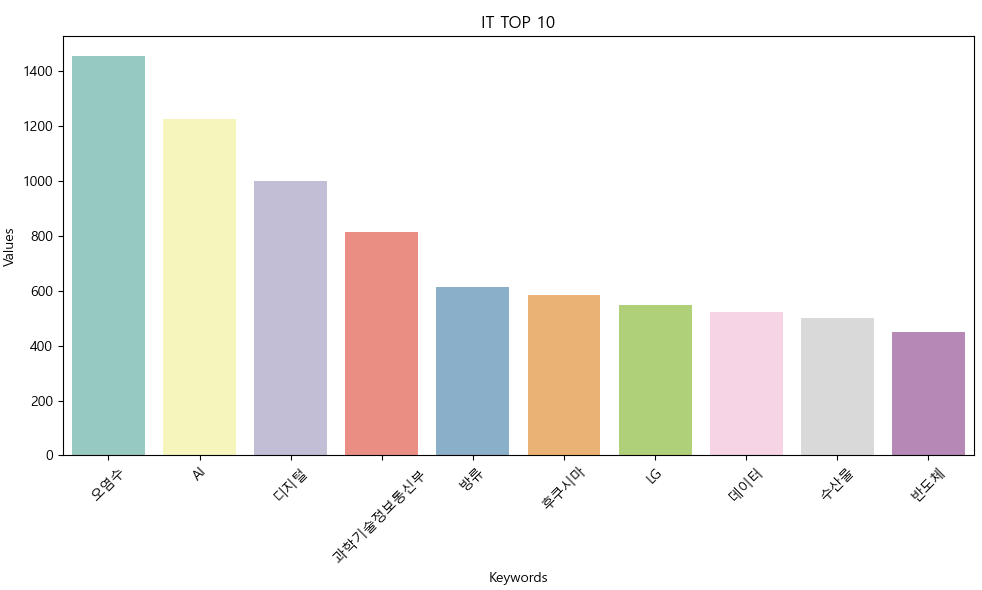 IT TOP 10
Values
1400
1200
1000
800
600
400
200
0
오염수
AI
디지털
과학기술정보통신부
방류
후쿠시마
LG
데이터
수산물
반도체
Keywords